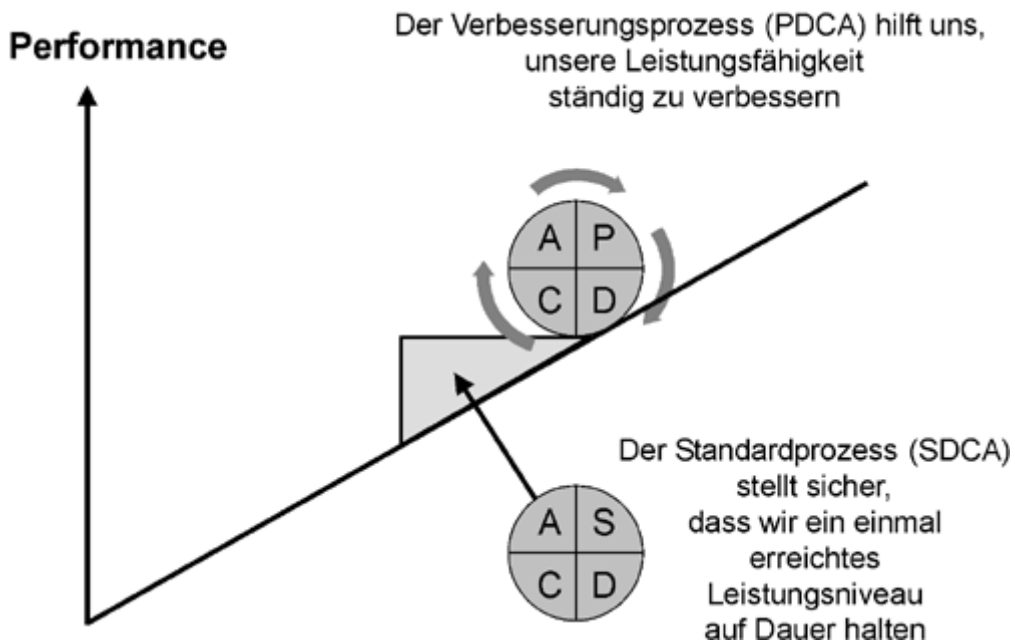 Performance
Der Verbesserungsprozess (PDCA) hilft uns,
unsere Leistungsfähigkeit
ständig zu verbessern
A P
C D
Der Standardprozess (SDCA)
stellt sicher,
dass wir ein einmal
erreichtes
Leistungsniveau
auf Dauer halten
A S
C D